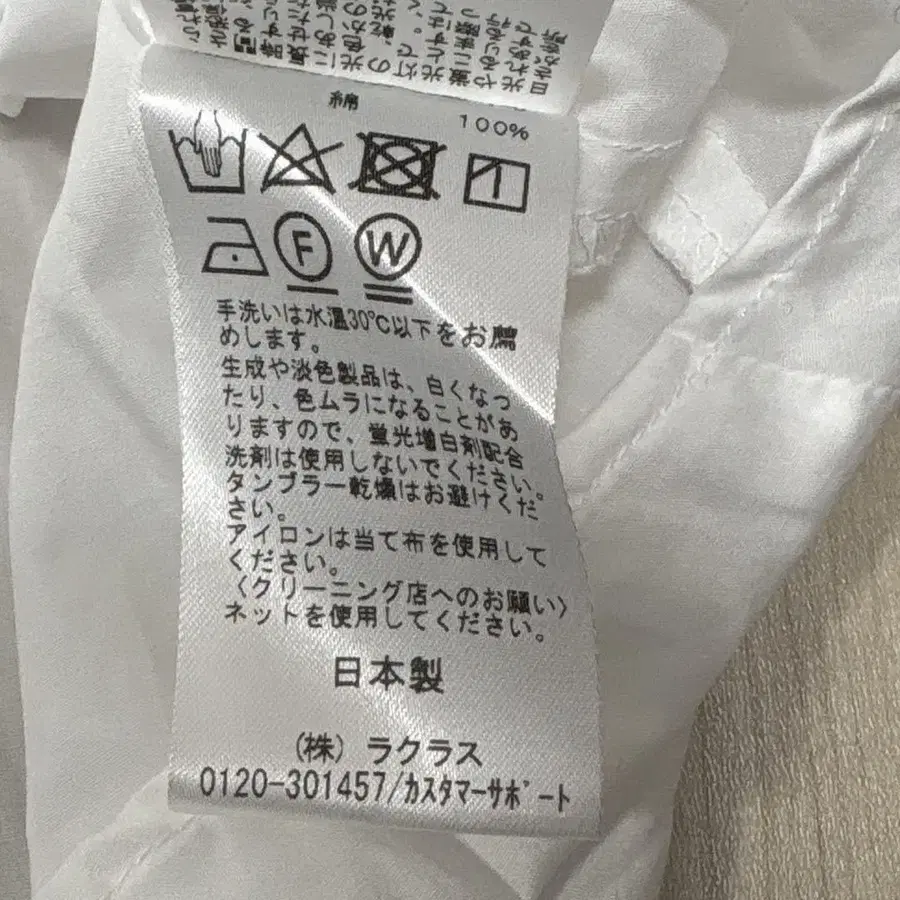 綿
100%
F
W
手洗いは水温30℃以下をお薦
めします。
生成や淡色製品は、白くなっ
たり、色ムラになることがあ
りますので、蛍光増白剤配合
洗剤は使用しないでください。
タンブラー乾燥はお避けくだ
さい。
アイロンは当て布を使用して
ください。
〈クリーニング店へのお願い〉
ネットを使用してください。
日本製
(株) ラクラス
0120-301457/カスタマーサポート